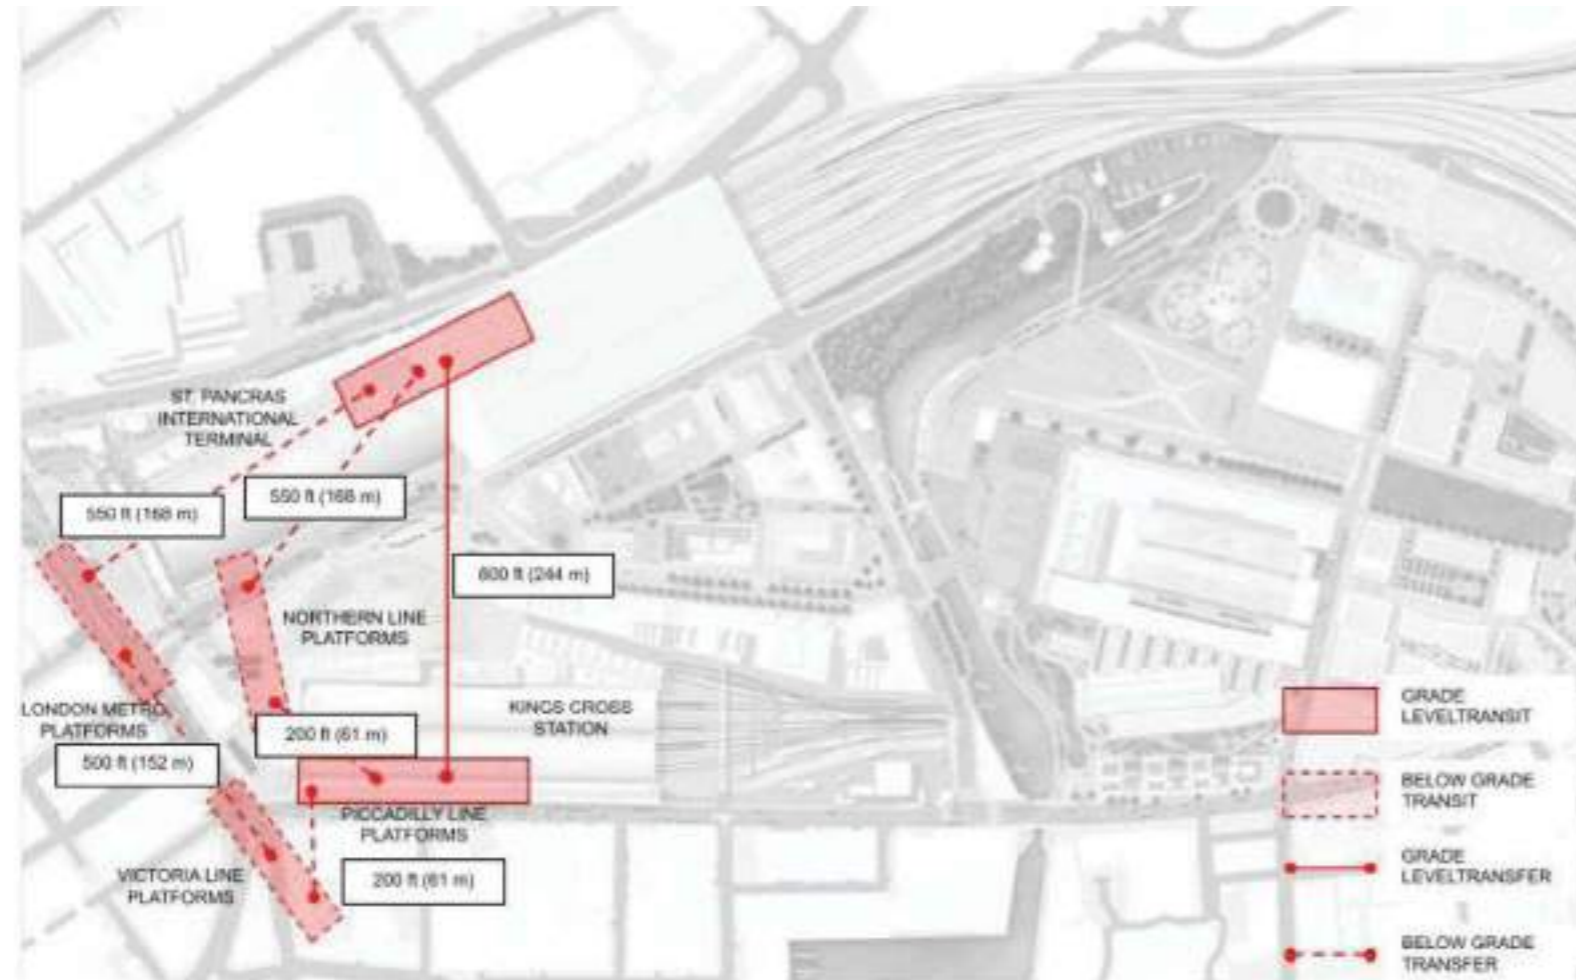 ST. PANCRAS
INTERNATIONAL
TERMINAL
550 ft (168 m)
550 ft (168 m)
800 ft (244 m)
NORTHERN LINE
PLATFORMS
LONDON METRO
PLATFORMS
KINGS CROSS
STATION
200 ft (61 m)
500 ft (152 m)
PICCADILLY LINE
PLATFORMS
VICTORIA LINE
PLATFORMS
200 ft (61 m)
GRADE
LEVELTRANSIT
BELOW GRADE
TRANSIT
GRADE
LEVELTRANSFER
BELOW GRADE
TRANSFER